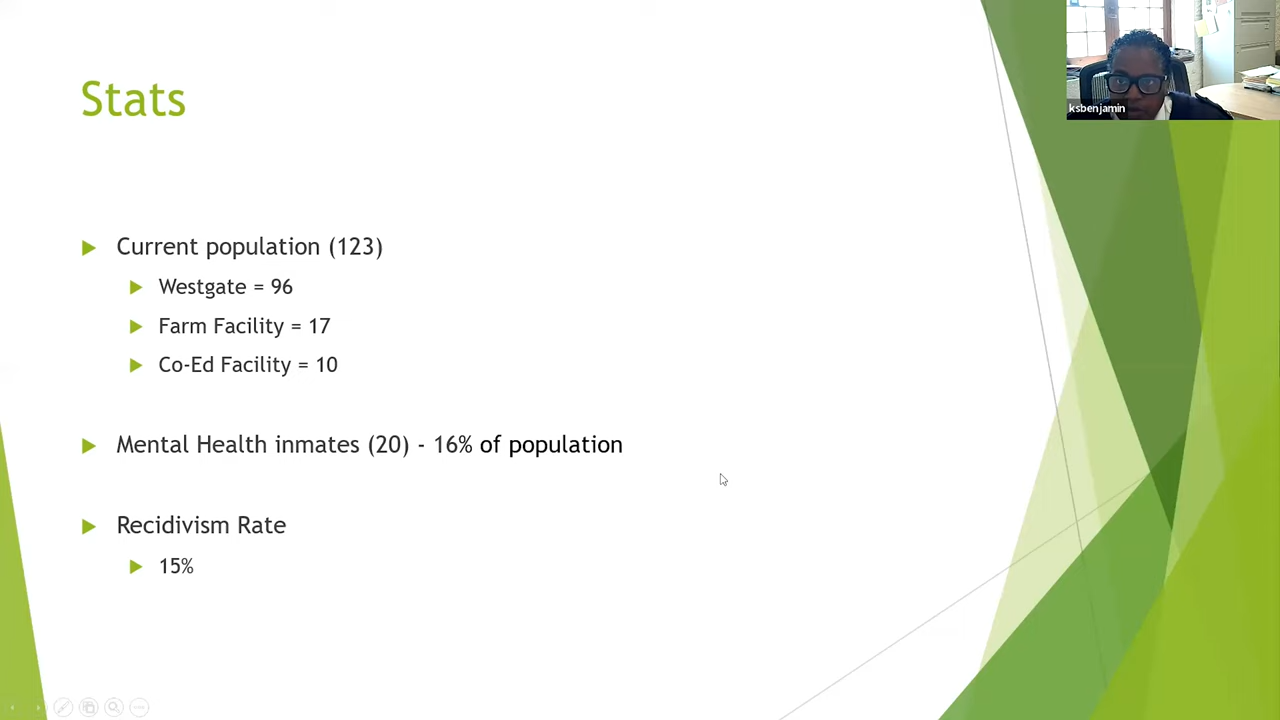 Stats
ksbenjamin
Current population (123)
Westgate = 96
Farm Facility = 17
Co-Ed Facility = 10
Mental Health inmates (20) - 16% of population
Recidivism Rate
15%